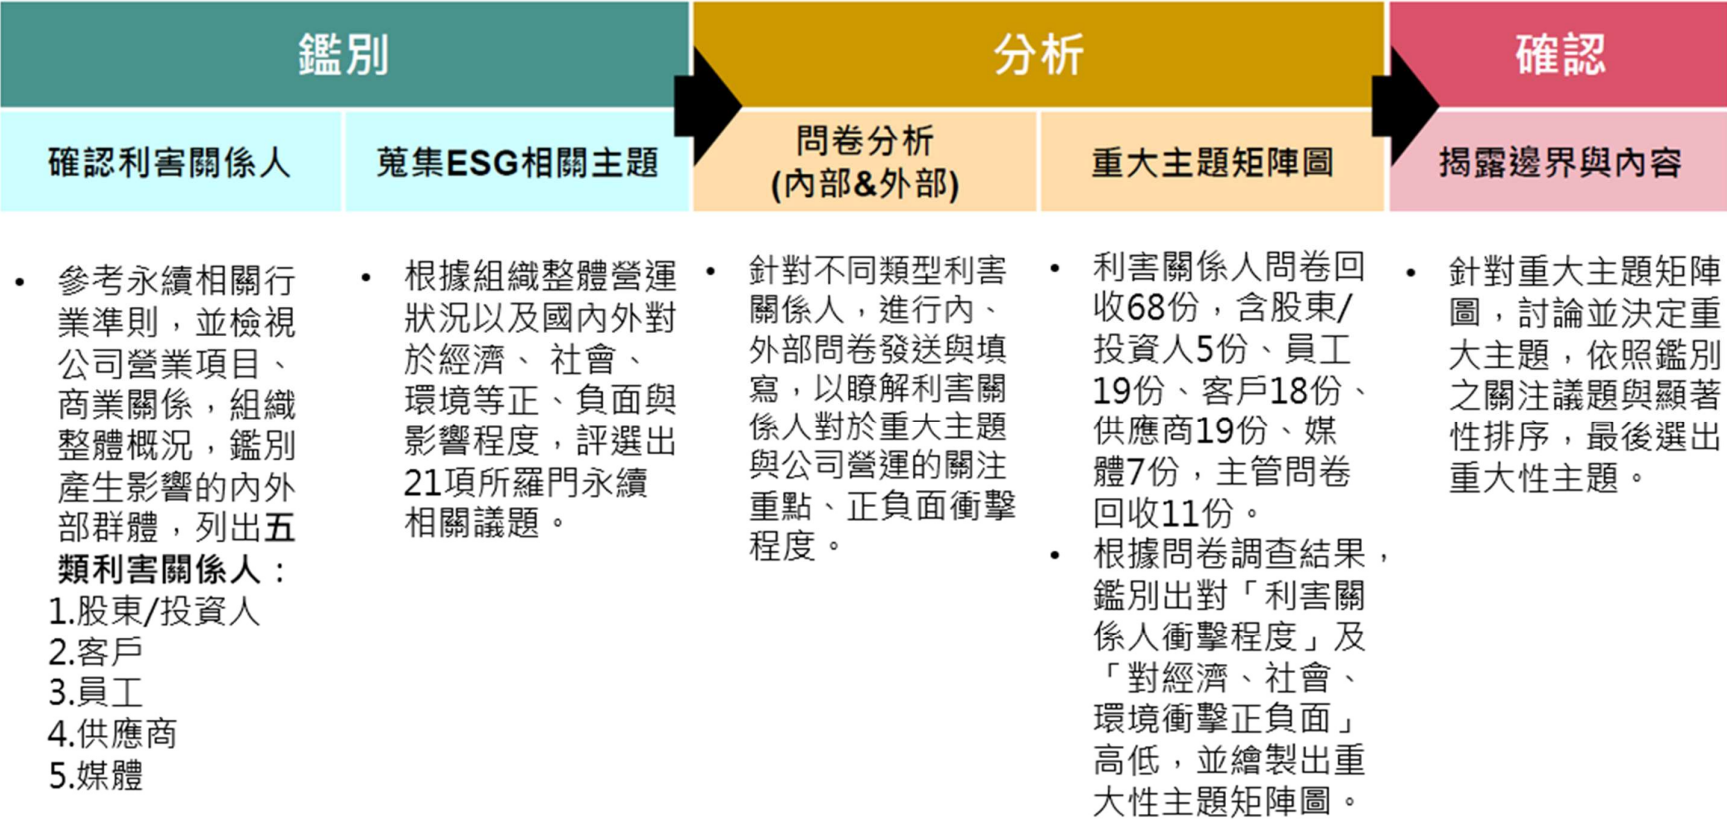 鑑別
分析
確認
確認利害關係人
蒐集ESG相關主題
問卷分析
(內部&外部)
重大主題矩陣圖
揭露邊界與內容
• 參考永續相關行
業準則，並檢視
公司營業項目、
商業關係，組織
整體概況，鑑別
產生影響的內外
部群體，列出五
類利害關係人：
1.股東/投資人
2.客戶
3.員工
4.供應商
5.媒體
• 根據組織整體營運
狀況以及國內外對
於經濟、 社會、
環境等正、負面與
影響程度，評選出
21項所羅門永續
相關議題。
• 針對不同類型利害
關係人，進行內、
外部問卷發送與填
寫，以瞭解利害關
係人對於重大主題
與公司營運的關注
重點、正負面衝擊
程度。
• 利害關係人問卷回
收68份，含股東/
投資人5份、員工
19份、客戶18份、
供應商19份、媒
體7份，主管問卷
回收11份。
• 根據問卷調查結果，
鑑別出對「利害關
係人衝擊程度」及
「對經濟、社會、
環境衝擊正負面」
高低，並繪製出重
大性主題矩陣圖。
• 針對重大主題矩陣
圖，討論並決定重
大主題，依照鑑別
之關注議題與顯著
性排序，最後選出
重大性主題。